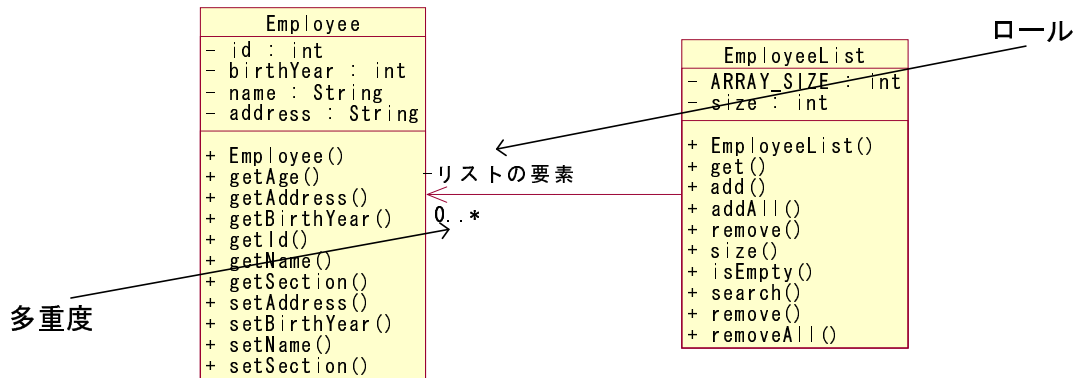 Employee
- id : int
- birthYear : int
- name : String
- address : String
+ Employee()
+ getAge()
+ getAddress()
+ getBirthYear()
+ getId()
+ getName()
+ getSection()
+ setAddress()
+ setBirthYear()
+ setName()
+ setSection()
-リストの要素
0..*
多重度
ロール
EmployeeList
- ARRAY_SIZE : int
- size : int
+ EmployeeList()
+ get()
+ add()
+ addAll()
+ remove()
+ size()
+ isEmpty()
+ search()
+ remove()
+ removeAll()